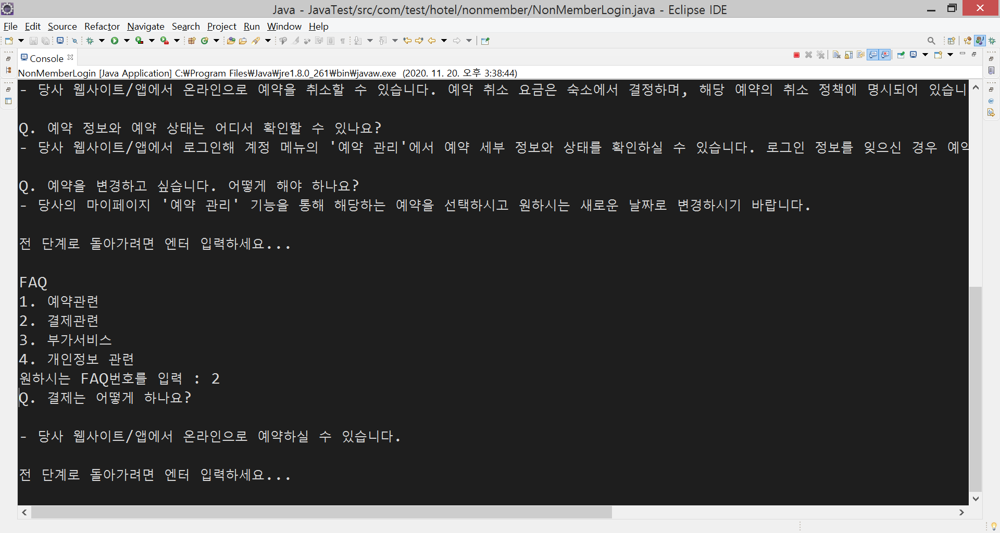 Java - JavaTest/src/com/test/hotel/nonmember/NonMemberLogin.java - Eclipse IDE
File Edit Source Refactor Navigate Search Project Run Window Help
Console
NonMemberLogin [Java Application] C:₩Program Files₩Java₩jre1.8.0_261₩bin₩javaw.exe (2020. 11. 20. 오후 3:38:44)
- 당사 웹사이트/앱에서 온라인으로 예약을 취소할 수 있습니다. 예약 취소 요금은 숙소에서 결정하며, 해당 예약의 취소 정책에 명시되어 있습니
Q. 예약 정보와 예약 상태는 어디서 확인할 수 있나요?
- 당사 웹사이트/앱에서 로그인해 계정 메뉴의 '예약 관리'에서 예약 세부 정보와 상태를 확인하실 수 있습니다. 로그인 정보를 잊으신 경우 예약
Q. 예약을 변경하고 싶습니다. 어떻게 해야 하나요?
- 당사의 마이페이지 '예약 관리' 기능을 통해 해당하는 예약을 선택하시고 원하시는 새로운 날짜로 변경하시기 바랍니다.
전 단계로 돌아가려면 엔터 입력하세요...
FAQ
1. 예약관련
2. 결제관련
3. 부가서비스
4. 개인정보 관련
원하시는 FAQ번호를 입력 : 2
Q. 결제는 어떻게 하나요?
- 당사 웹사이트/앱에서 온라인으로 예약하실 수 있습니다.
전 단계로 돌아가려면 엔터 입력하세요...